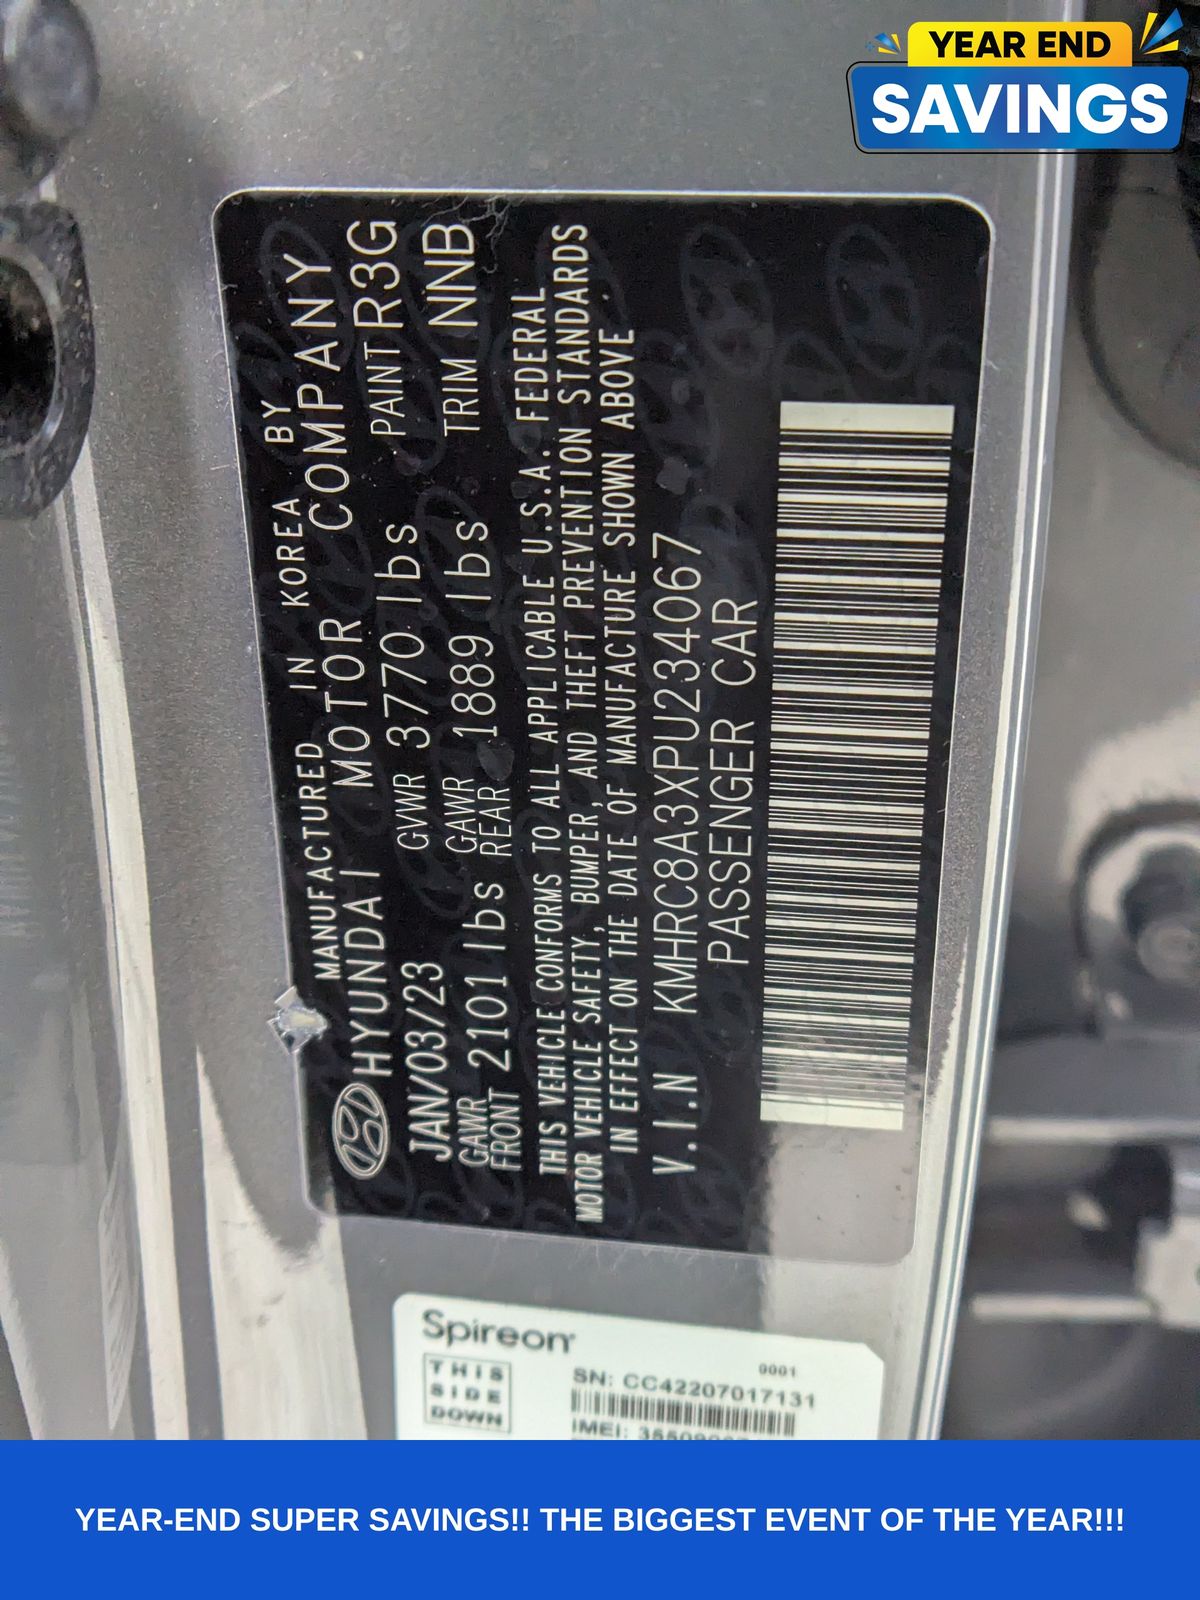 YEAR END
SAVINGS
MANUFACTURED IN KOREA BY
HYUNDAI MOTOR COMPANY
JAN/03/23 GVWR 3770 lbs PAINT R3G
GAWR FRONT 2101 lbs GAWR REAR 1889 lbs TRIM NNB
THIS VEHICLE CONFORMS TO ALL APPLICABLE U.S.A. FEDERAL
MOTOR VEHICLE SAFETY, BUMPER, AND THEFT PREVENTION STANDARDS
IN EFFECT ON THE DATE OF MANUFACTURE SHOWN ABOVE.
V.I.N KMHRC8A3XPU234067
PASSENGER CAR
Spireon
THIS
SIDE
DOWN
0001
SN: CC42207017131
IMEI:
YEAR-END SUPER SAVINGS!! THE BIGGEST EVENT OF THE YEAR!!!